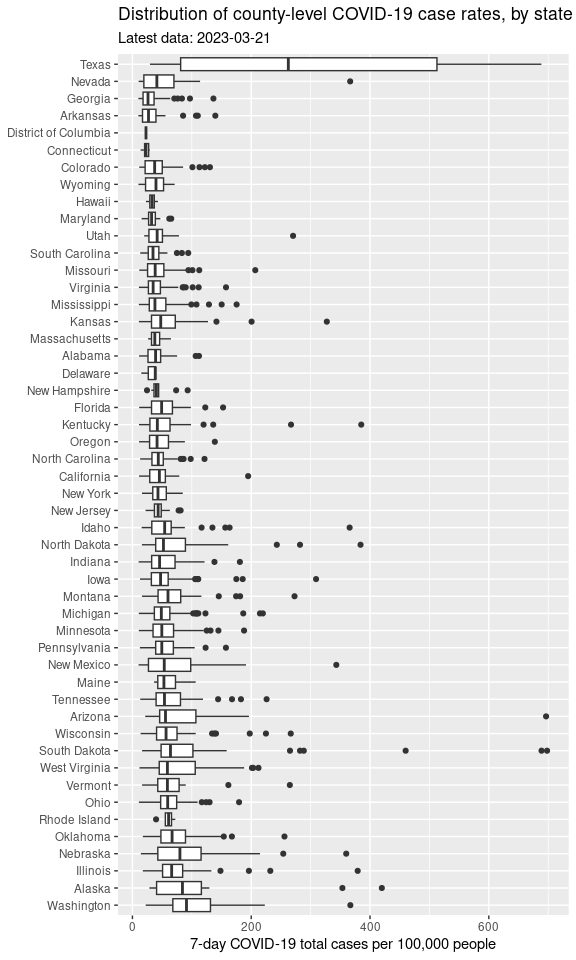 Distribution of county-level COVID-19 case rates, by state
Latest data: 2023-03-21
Texas
Nevada
Georgia
Arkansas
District of Columbia
Connecticut
Colorado
Wyoming
Hawaii
Maryland
Utah
South Carolina
Missouri
Virginia
Mississippi
Kansas
Massachusetts
Alabama
Delaware
New Hampshire
Florida
Kentucky
Oregon
North Carolina
California
New York
New Jersey
Idaho
North Dakota
Indiana
Iowa
Montana
Michigan
Minnesota
Pennsylvania
New Mexico
Maine
Tennessee
Arizona
Wisconsin
South Dakota
West Virginia
Vermont
Ohio
Rhode Island
Oklahoma
Nebraska
Illinois
Alaska
Washington
0 200 400 600
7-day COVID-19 total cases per 100,000 people